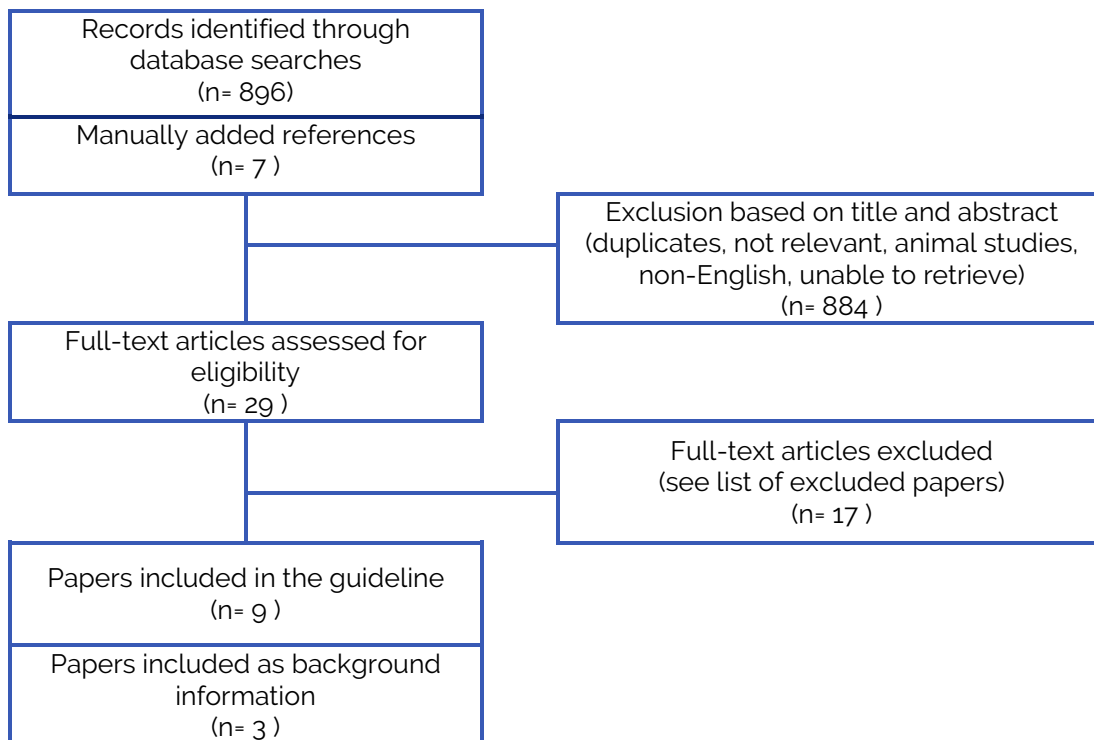 Records identified through
database searches
(n= 896)
Manually added references
(n= 7 )
Exclusion based on title and abstract
(duplicates, not relevant, animal studies,
non-English, unable to retrieve)
(n= 884 )
Full-text articles assessed for
eligibility
(n= 29 )
Full-text articles excluded
(see list of excluded papers)
(n= 17 )
Papers included in the guideline
(n= 9 )
Papers included as background
information
(n= 3 )